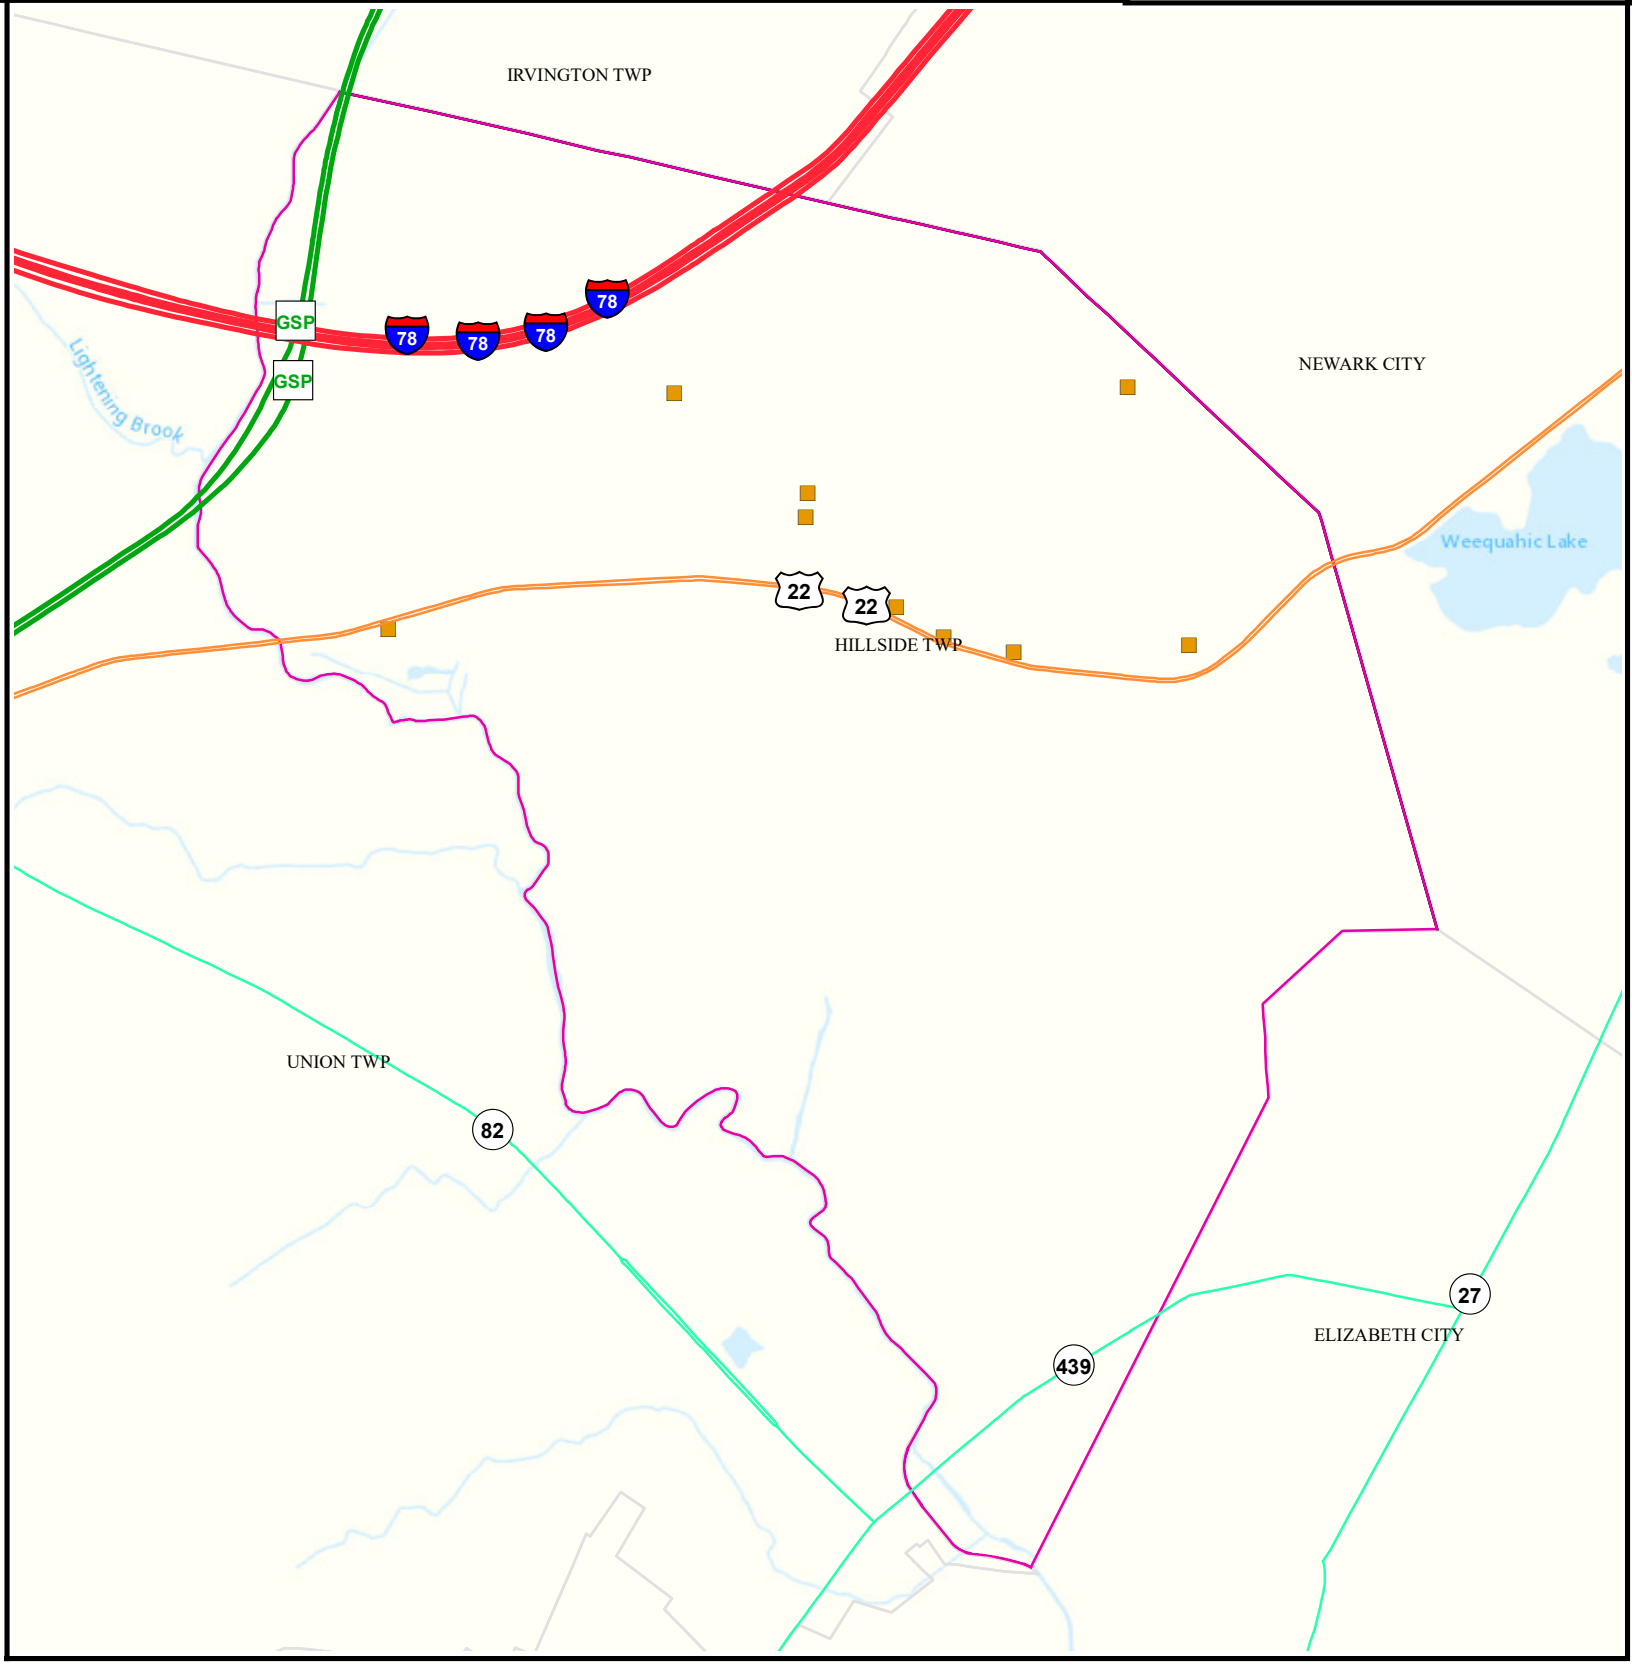 IRVINGTON TWP
78
78
78
78
GSP
GSP
NEWARK CITY
Lightening Brook
Weequahic Lake
22
22
HILLSIDE TWP
UNION TWP
82
27
ELIZABETH CITY
439